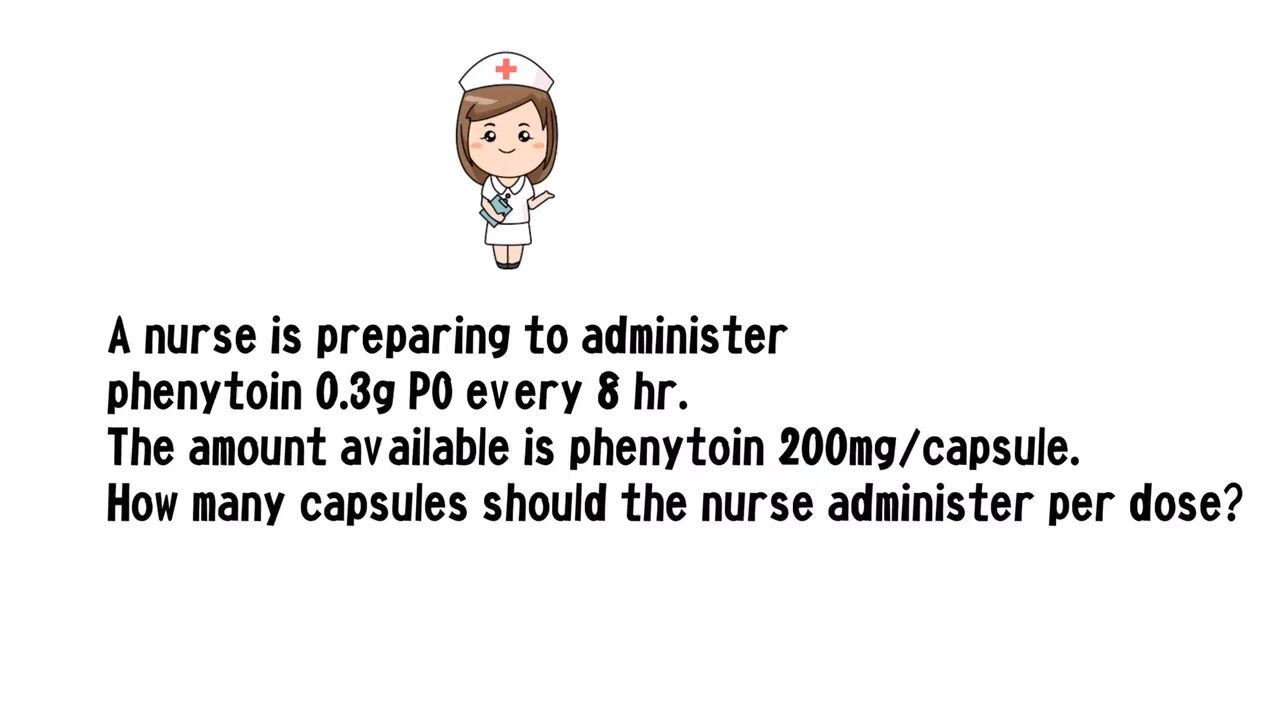 A nurse is preparing to administer
phenytoin 0.3g PO every 8 hr.
The amount available is phenytoin 200mg/capsule.
How many capsules should the nurse administer per dose?